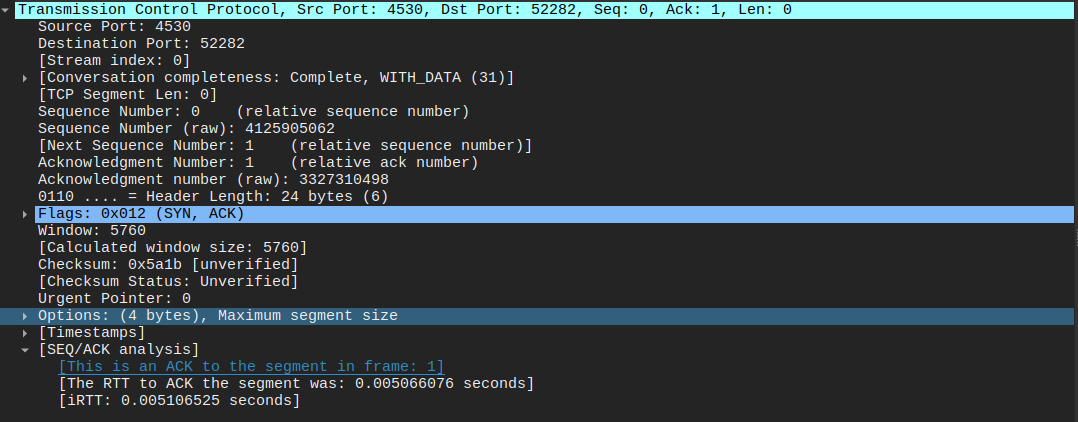 Transmission Control Protocol, Src Port: 4530, Dst Port: 52282, Seq: 0, Ack: 1, Len: 0
Source Port: 4530
Destination Port: 52282
[Stream index: 0]
[Conversation completeness: Complete, WITH_DATA (31)]
[TCP Segment Len: 0]
Sequence Number: 0    (relative sequence number)
Sequence Number (raw): 4125905062
[Next Sequence Number: 1    (relative sequence number)]
Acknowledgment Number: 1    (relative ack number)
Acknowledgment number (raw): 3327310498
0110 .... = Header Length: 24 bytes (6)
Flags: 0x012 (SYN, ACK)
Window: 5760
[Calculated window size: 5760]
Checksum: 0x5a1b [unverified]
[Checksum Status: Unverified]
Urgent Pointer: 0
Options: (4 bytes), Maximum segment size
[Timestamps]
[SEQ/ACK analysis]
[This is an ACK to the segment in frame: 1]
[The RTT to ACK the segment was: 0.005066076 seconds]
[iRTT: 0.005106525 seconds]